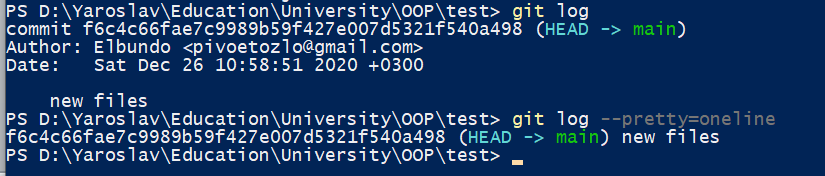 PS D:\Yaroslav\Education\University\OOP\test> git log
commit f6c4c66fae7c9989b59f427e007d5321f540a498 (HEAD -> main)
Author: Elbundo <pivoetozlo@gmail.com>
Date:   Sat Dec 26 10:58:51 2020 +0300
    new files
PS D:\Yaroslav\Education\University\OOP\test> git log --pretty=oneline
f6c4c66fae7c9989b59f427e007d5321f540a498 (HEAD -> main) new files
PS D:\Yaroslav\Education\University\OOP\test>